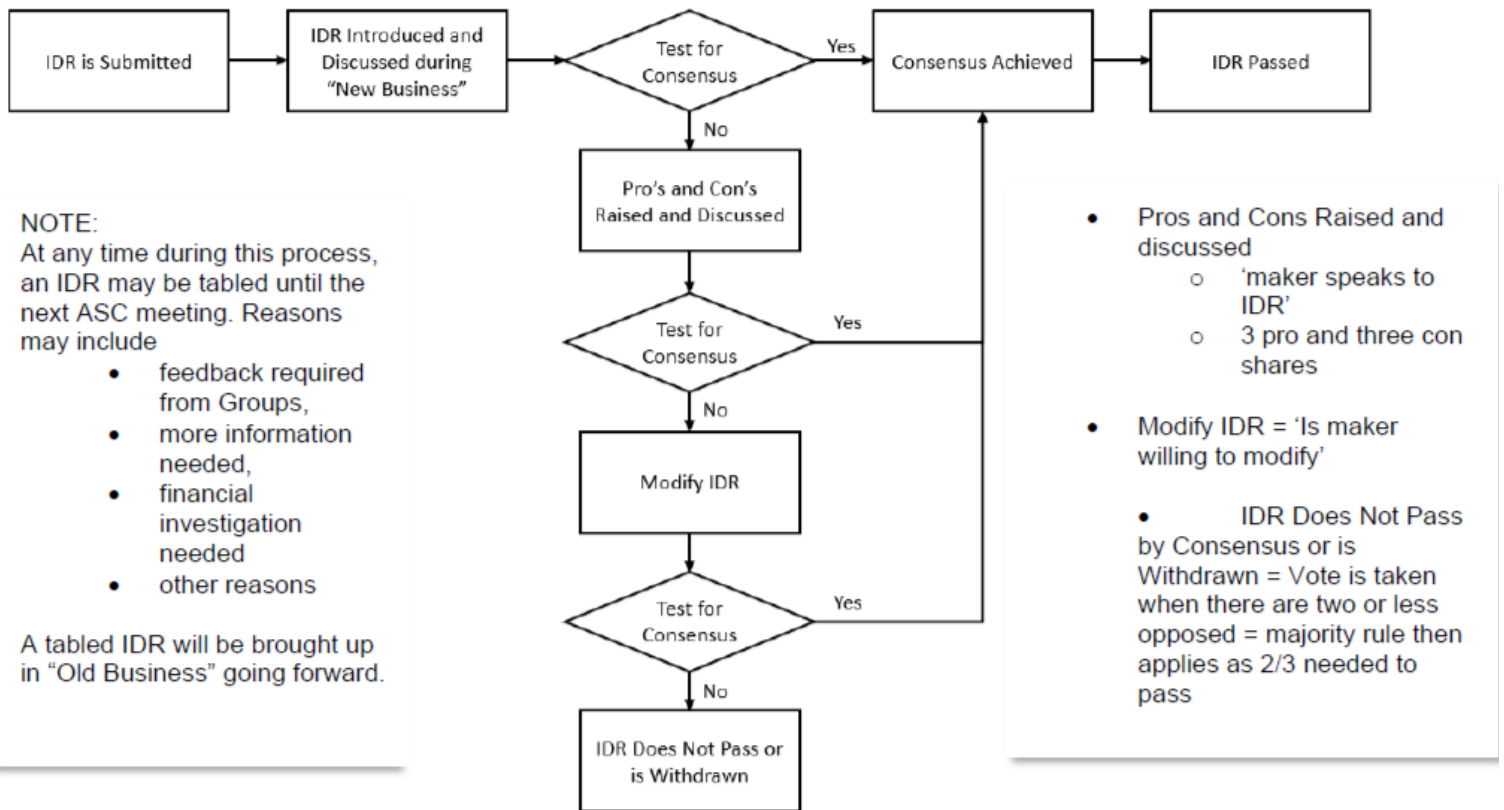 IDR is Submitted
IDR Introduced and
Discussed during
“New Business”
Test for
Consensus
Yes
Consensus Achieved
IDR Passed
No
Pro’s and Con’s
Raised and Discussed
Test for
Consensus
Yes
No
Modify IDR
Test for
Consensus
Yes
No
IDR Does Not Pass or
is Withdrawn
NOTE:
At any time during this process,
an IDR may be tabled until the
next ASC meeting. Reasons
may include
• feedback required
from Groups,
• more information
needed,
• financial
investigation
needed
• other reasons
A tabled IDR will be brought up
in “Old Business” going forward.
• Pros and Cons Raised and
discussed
o ‘maker speaks to
IDR’
o 3 pro and three con
shares
• Modify IDR = ‘Is maker
willing to modify’
• IDR Does Not Pass
by Consensus or is
Withdrawn = Vote is taken
when there are two or less
opposed = majority rule then
applies as 2/3 needed to
pass